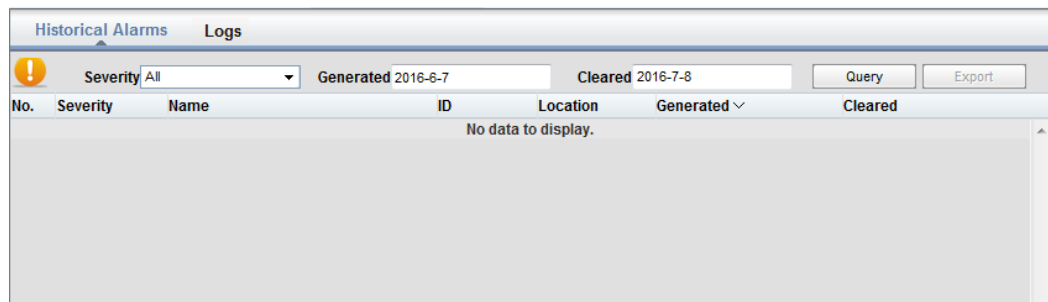 Historical Alarms Logs
Severity All Generated 2016-6-7 Cleared 2016-7-8 Query Export
No. Severity Name ID Location Generated Cleared
No data to display.